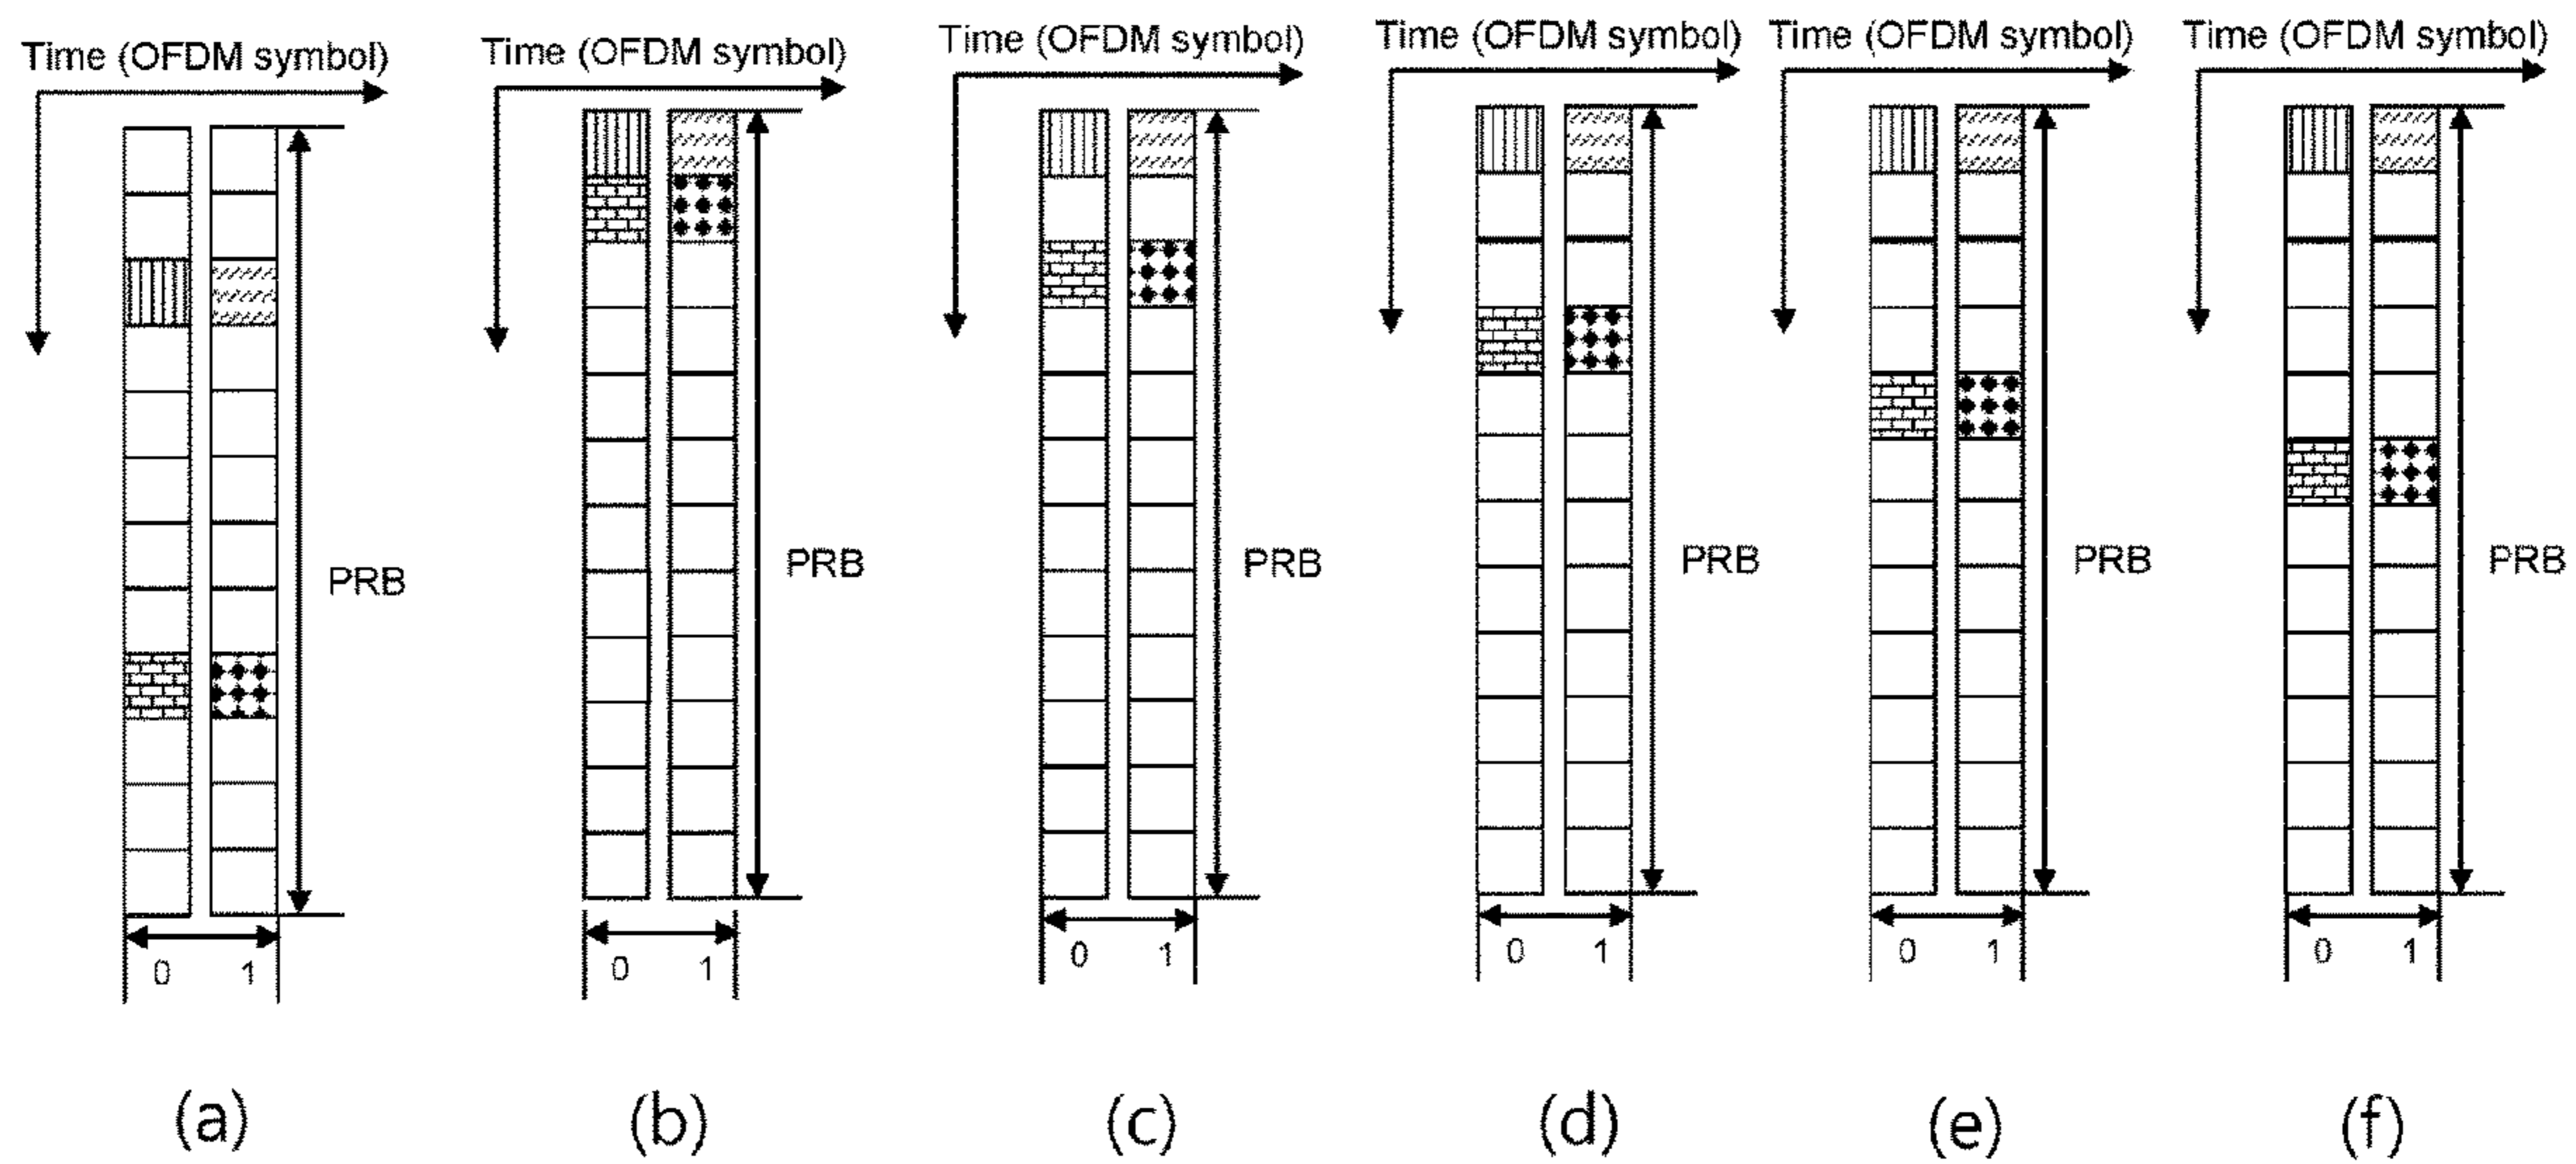 Time (OFDM symbol)
Time (OFDM symbol)
Time (OFDM symbol)
Time (OFDM symbol)
Time (OFDM symbol)
Time (OFDM symbol)
PRB
PRB
PRB
PRB
PRB
PRB
0 1
0 1
0 1
0 1
0 1
0 1
(a)
(b)
(c)
(d)
(e)
(f)